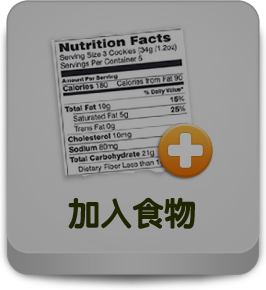 Nutrition Facts
Serving Size 3 Cookies (34g /1.2oz)
Servings Per Container 5
Amount Per Serving
Calories 180 Calories from Fat 90
% Daily Value*
Total Fat 10g 15%
Saturated Fat 5g 25%
Trans Fat 0g
Cholesterol 10mg
Sodium 80mg
Total Carbohydrate 21g
Dietary Fiber Less than
加入食物